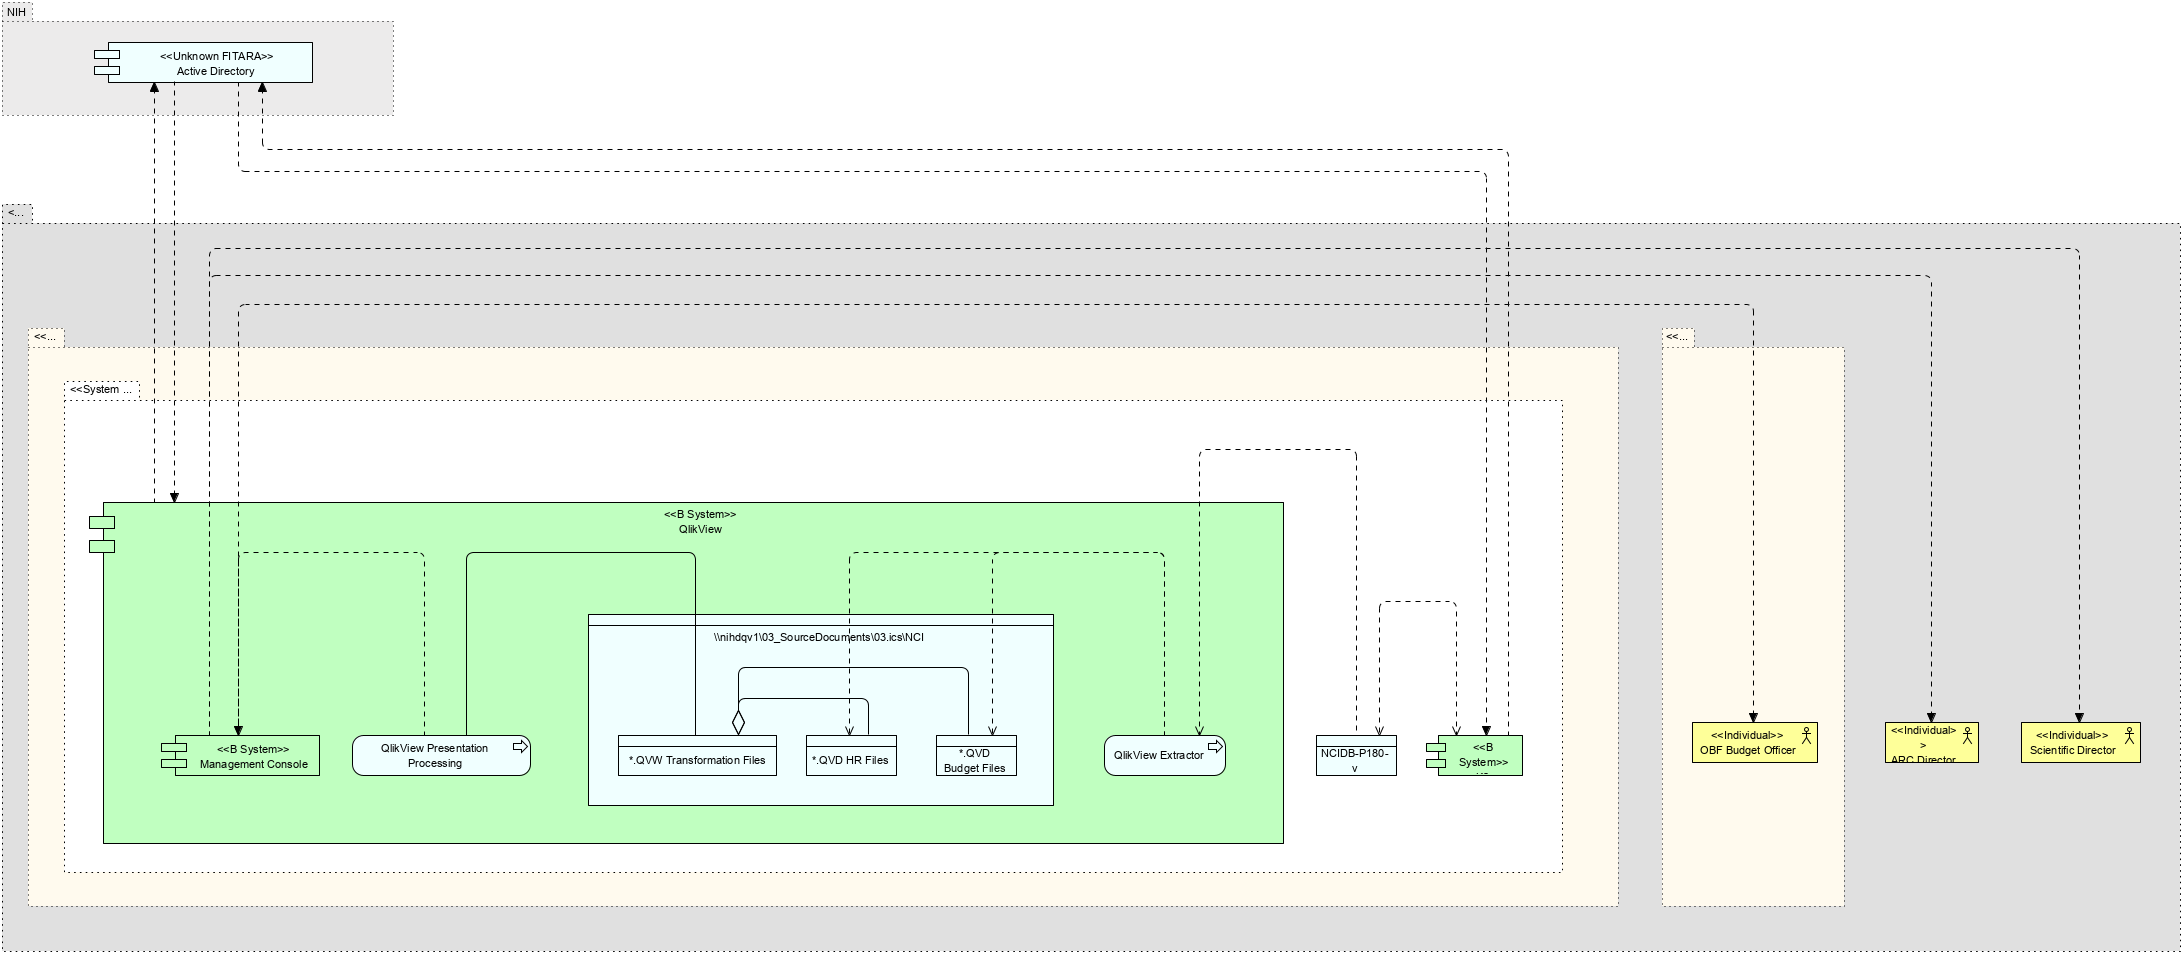 NIH
<<Unknown FITARA>>
Active Directory
<...
<<...
<<...
<<System ...
<<B System>>
QlikView
\\nihdqv1\03_SourceDocuments\03.ics\NCI
<<B System>>
Management Console
QlikView Presentation
Processing
*.QVW Transformation Files
*.QVD HR Files
*.QVD
Budget Files
QlikView Extractor
NCIDB-P180-
v
<<B
System>>
<<Individual>>
OBF Budget Officer
<<Individual>
>
ARC Director
<<Individual>>
Scientific Director